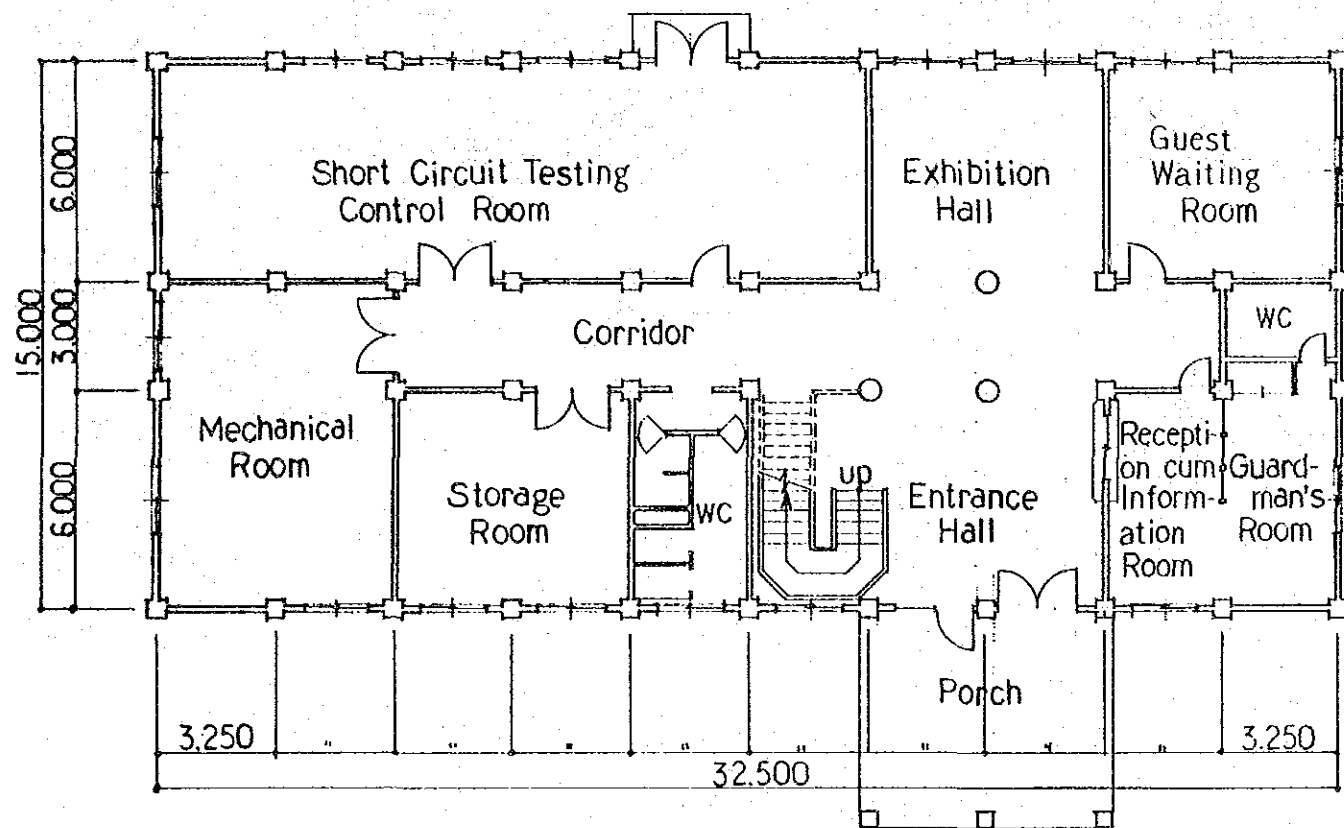 Short Circuit Testing
Control Room
Exhibition
Hall
Guest
Waiting
Room
6.000
15.000
3.000
6.000
Corridor
WC
Mechanical
Room
Storage
Room
WC
up
Entrance
Hall
Recepti-
on cum
Inform-
ation
Room
Guard-
man's
Room
Porch
3.250
"
"
"
"
"
"
"
"
3.250
32.500